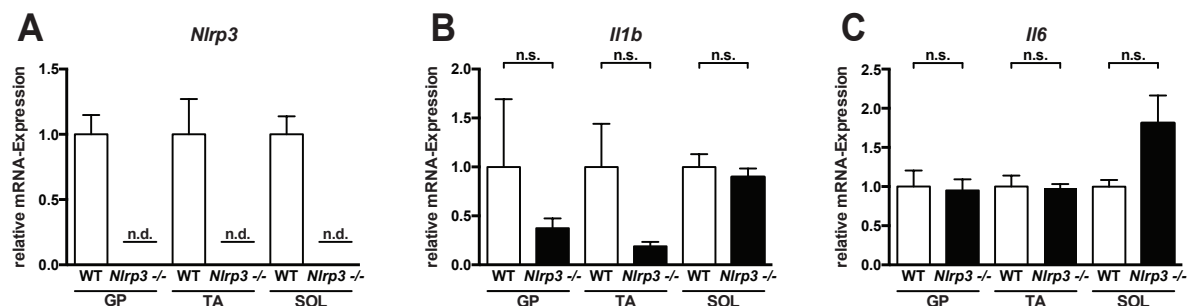 A
Nlrp3
relative mRNA-Expression
1.5
1.0
0.5
0.0
n.d.
n.d.
n.d.
WT Nlrp3 -/- WT Nlrp3 -/- WT Nlrp3 -/-
GP TA SOL
B
Il1b
n.s. n.s. n.s.
relative mRNA-Expression
2.0
1.5
1.0
0.5
0.0
WT Nlrp3 -/- WT Nlrp3 -/- WT Nlrp3 -/-
GP TA SOL
C
Il6
n.s. n.s. n.s.
relative mRNA-Expression
2.5
2.0
1.5
1.0
0.5
0.0
WT Nlrp3 -/- WT Nlrp3 -/- WT Nlrp3 -/-
GP TA SOL